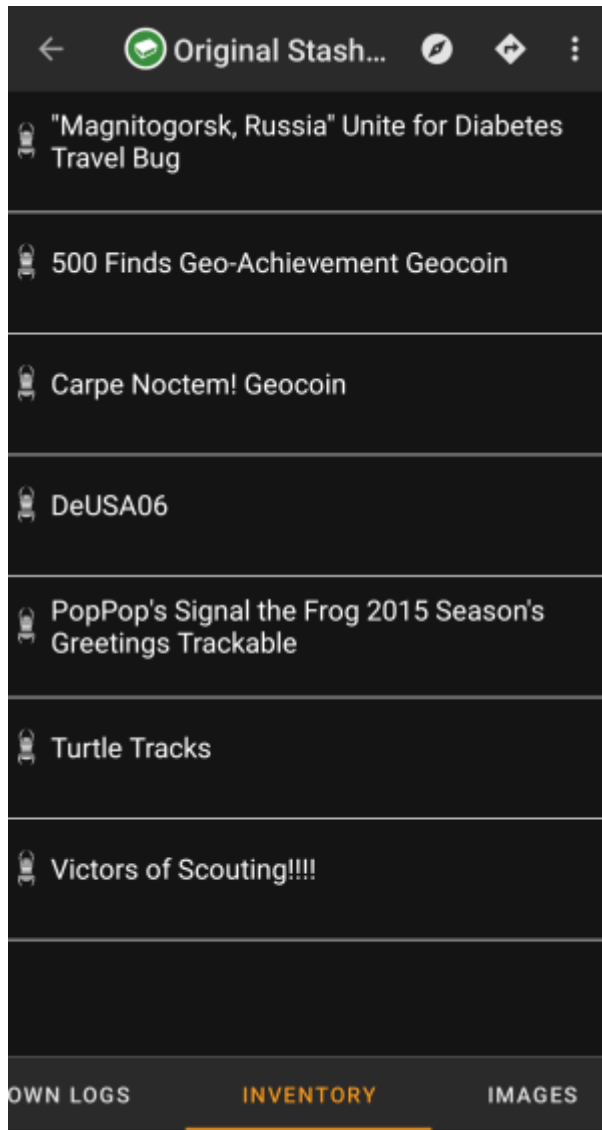 Original Stash...
"Magnitogorsk, Russia" Unite for Diabetes
Travel Bug
500 Finds Geo-Achievement Geocoin
Carpe Noctem! Geocoin
DeUSA06
PopPop's Signal the Frog 2015 Season's
Greetings Trackable
Turtle Tracks
Victors of Scouting!!!!
OWN LOGS INVENTORY IMAGES